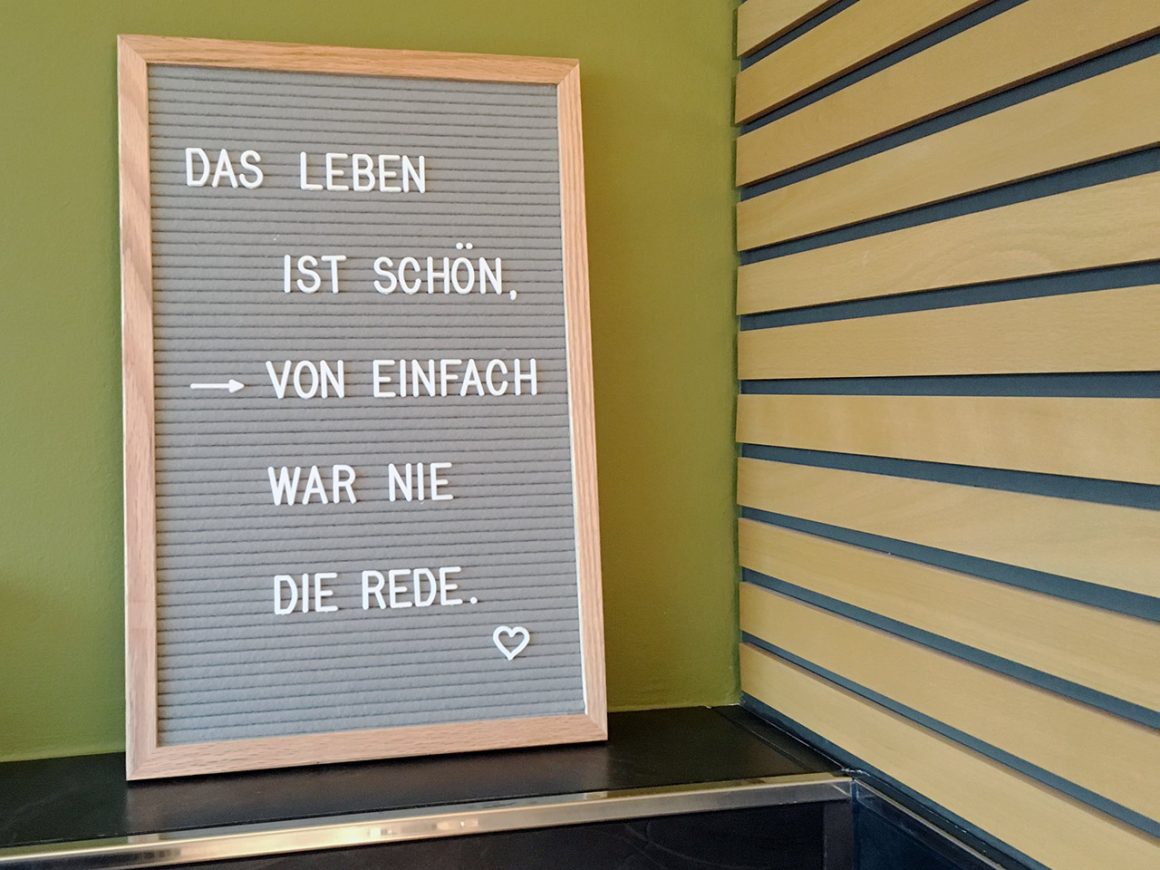 DAS LEBEN
IST SCHÖN,
→ VON EINFACH
WAR NIE
DIE REDE.
♡